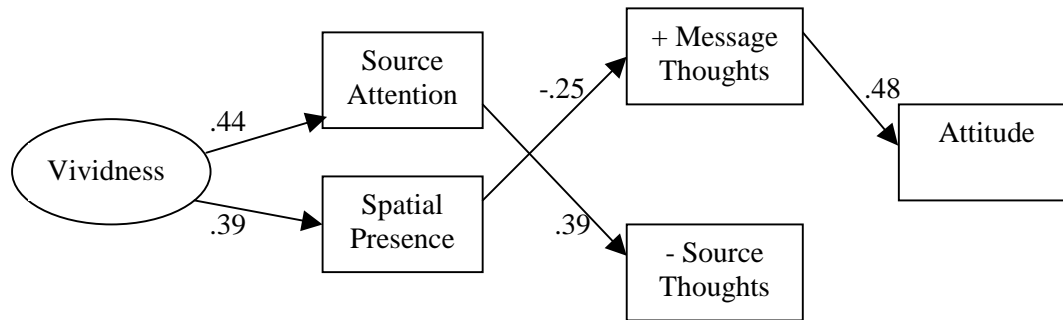 Source
Attention
+ Message
Thoughts
-.25
.48
.44
Attitude
Vividness
Spatial
Presence
.39
.39
- Source
Thoughts